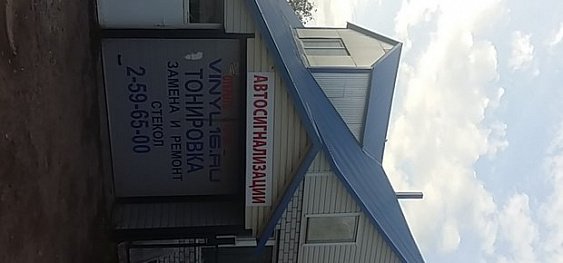 АВТОСИГНАЛИЗАЦИИ
VINYL16.RU
ТОНИРОВКА
ЗАМЕНА И РЕМОНТ
СТЕКОЛ
2-59-65-00